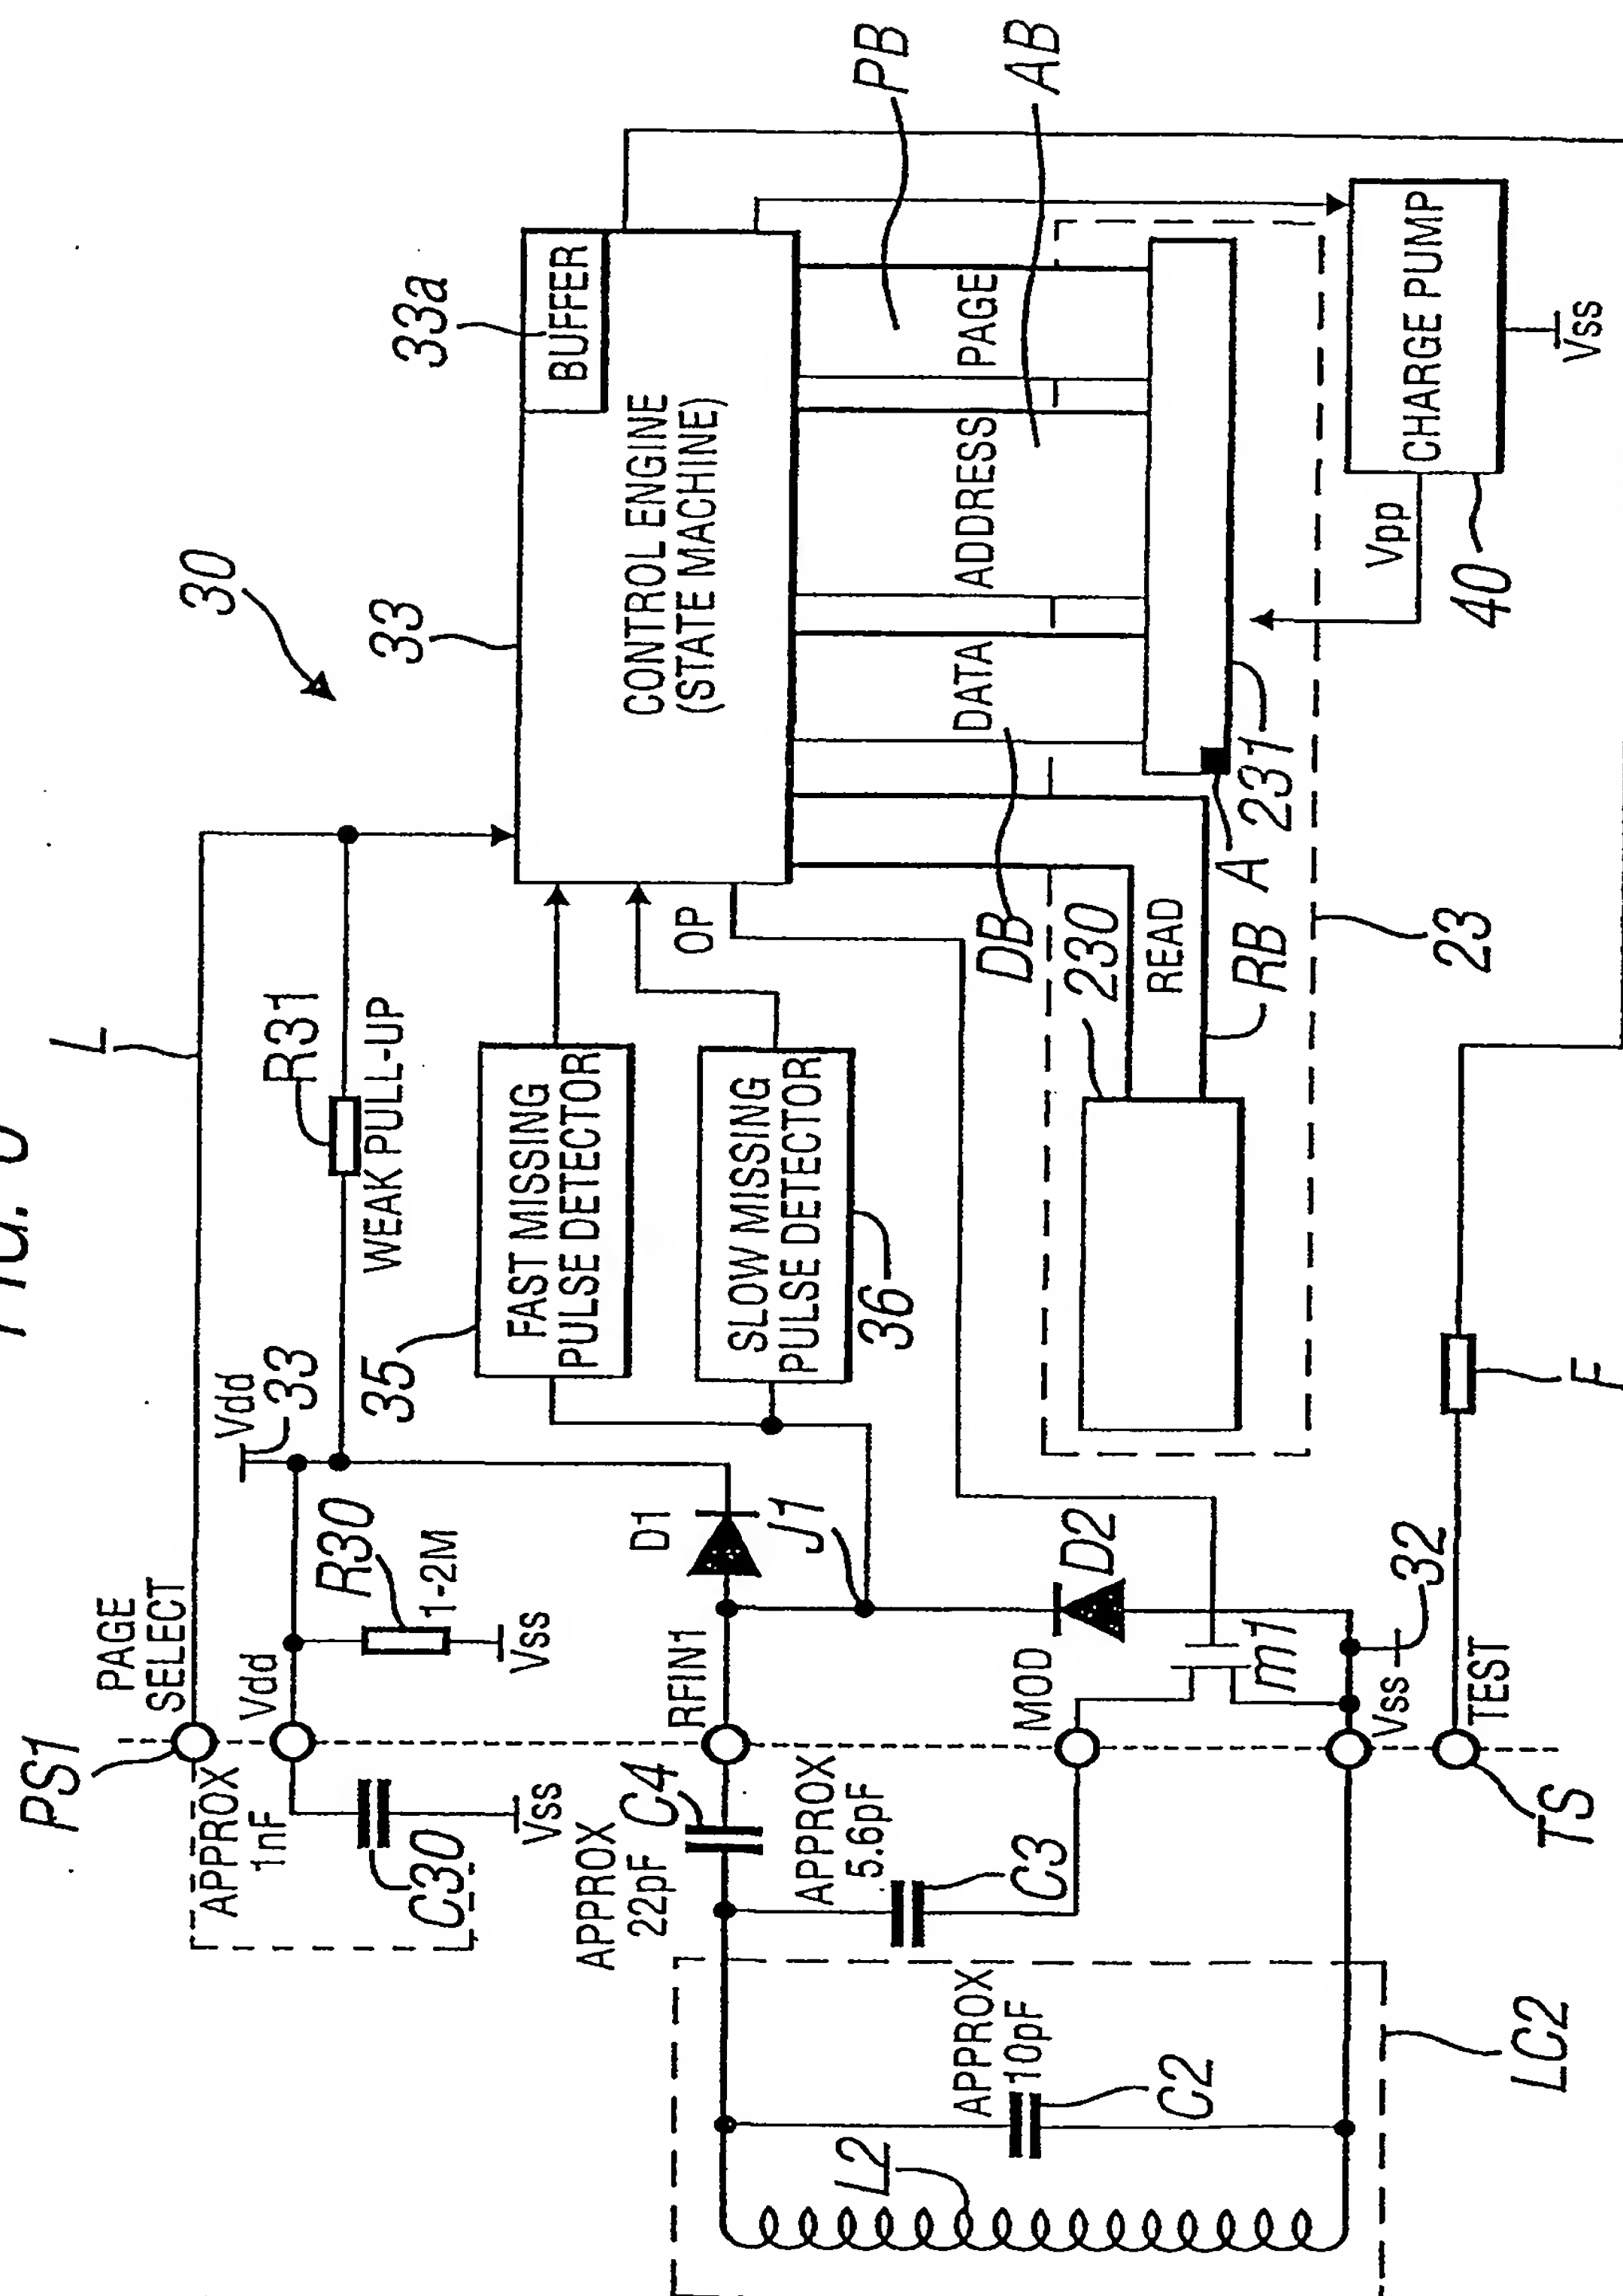 PS1
PAGE
SELECT
L
30
33
33a
BUFFER
CONTROL ENGINE
(STATE MACHINE)
R31
WEAK PULL-UP
Vdd
33
Vdd
APPROX
1nF
C30
Vss
R30
1-2M
Vss
35
FAST MISSING
PULSE DETECTOR
SLOW MISSING
PULSE DETECTOR
36
OP
PB
AB
DATA
ADDRESS
PAGE
DB
230
READ
RB
A
231
23
Vpp
40
CHARGE PUMP
Vss
D1
J1
RFIN1
APPROX
22pF
C4
APPROX
5.6pF
C3
MOD
D2
m1
Vss
32
TEST
TS
F
APPROX
10pF
C2
L2
LC2